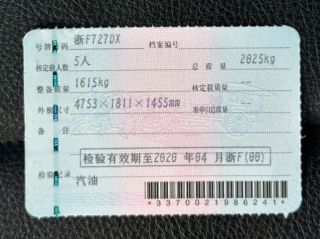 号牌号码 浙F727DX 档案编号
核定载人数 5人 总质量 2025kg
整备质量 1615kg 核定载质量 --
外廓尺寸 4753×1811×1455mm 准牵引总质量 --
备注
检验有效期至2020 年04 月浙F(00)
检验记录 汽油
*3370021986241*